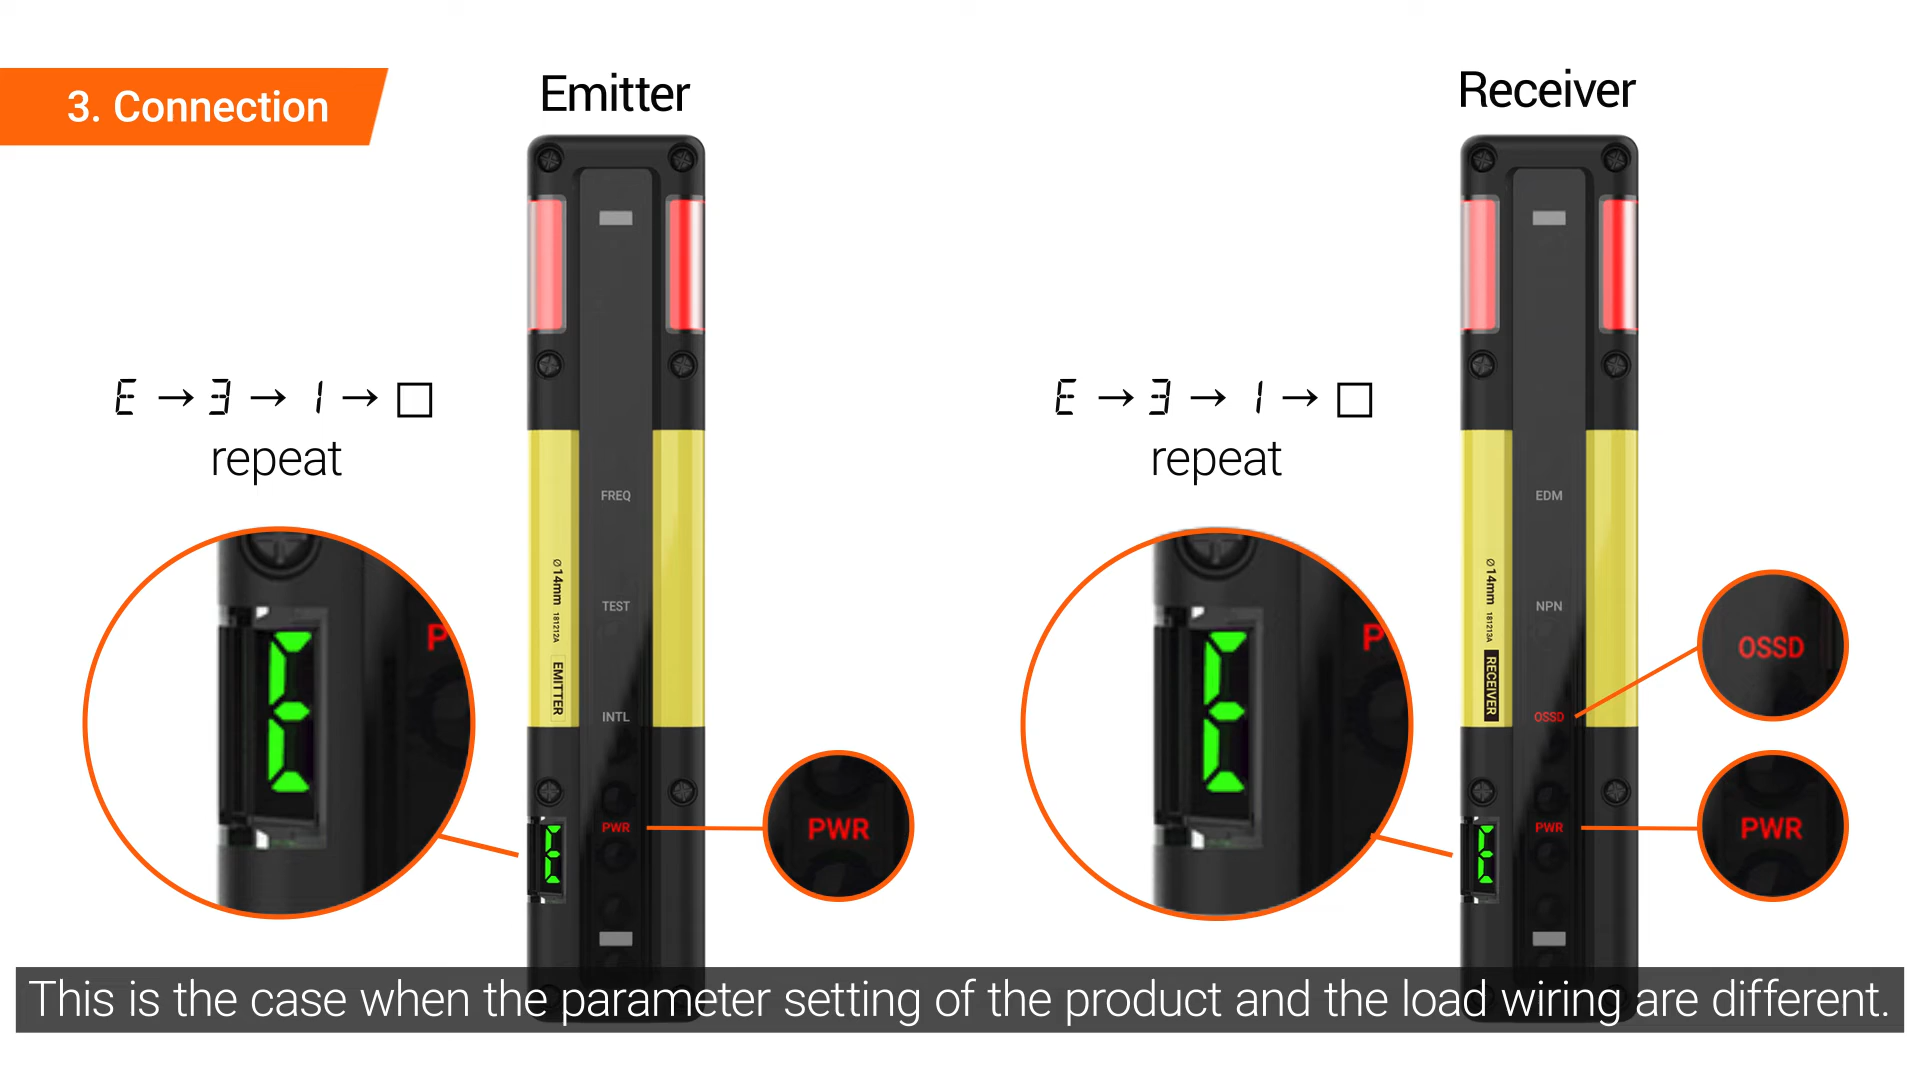 3. Connection
Emitter
Receiver
E → 3 → 1 → □
repeat
E → 3 → 1 → □
repeat
FREQ
TEST
INTL
PWR
Ø14mm 181212A EMITTER
E
P
E
PWR
EDM
NPN
OSSD
PWR
Ø14mm 181213A RECEIVER
E
P
E
OSSD
PWR
This is the case when the parameter setting of the product and the load wiring are different.